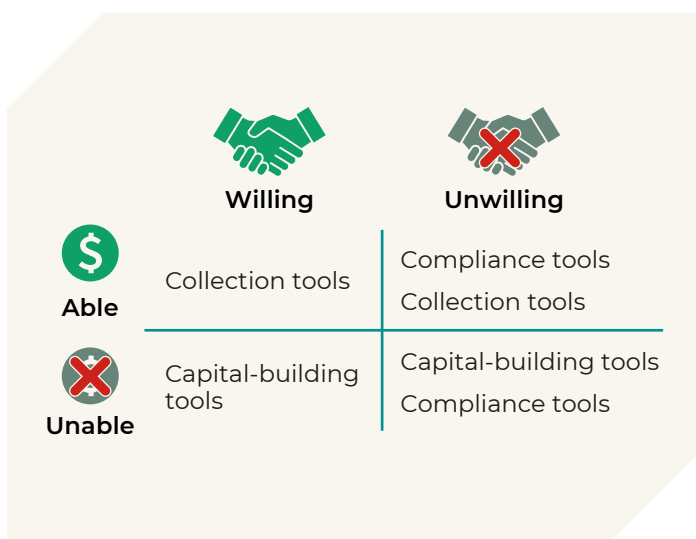 Willing
Unwilling
Able
Collection tools
Compliance tools
Collection tools
Unable
Capital-building
tools
Capital-building tools
Compliance tools